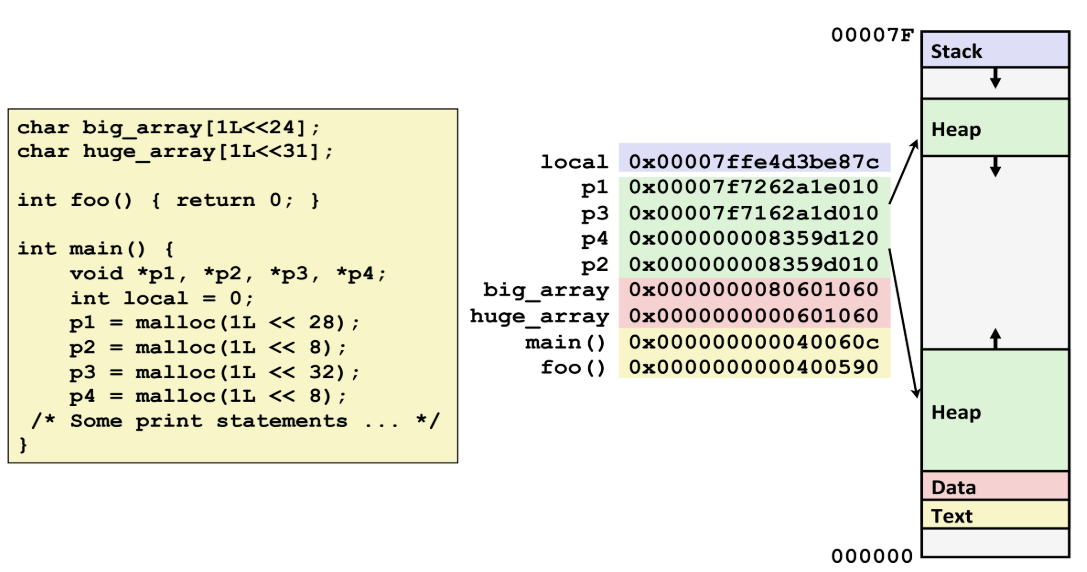 char big_array[1L<<24];
char huge_array[1L<<31];
int foo() { return 0; }
int main() {
void *p1, *p2, *p3, *p4;
int local = 0;
p1 = malloc(1L << 28);
p2 = malloc(1L << 8);
p3 = malloc(1L << 32);
p4 = malloc(1L << 8);
/* Some print statements ... */
}
local 0x00007ffe4d3be87c
p1 0x00007f7262a1e010
p3 0x00007f7162a1d010
p4 0x000000008359d120
p2 0x000000008359d010
big_array 0x0000000080601060
huge_array 0x0000000000601060
main() 0x000000000040060c
foo() 0x0000000000400590
00007F
Stack
Heap
Heap
Data
Text
000000